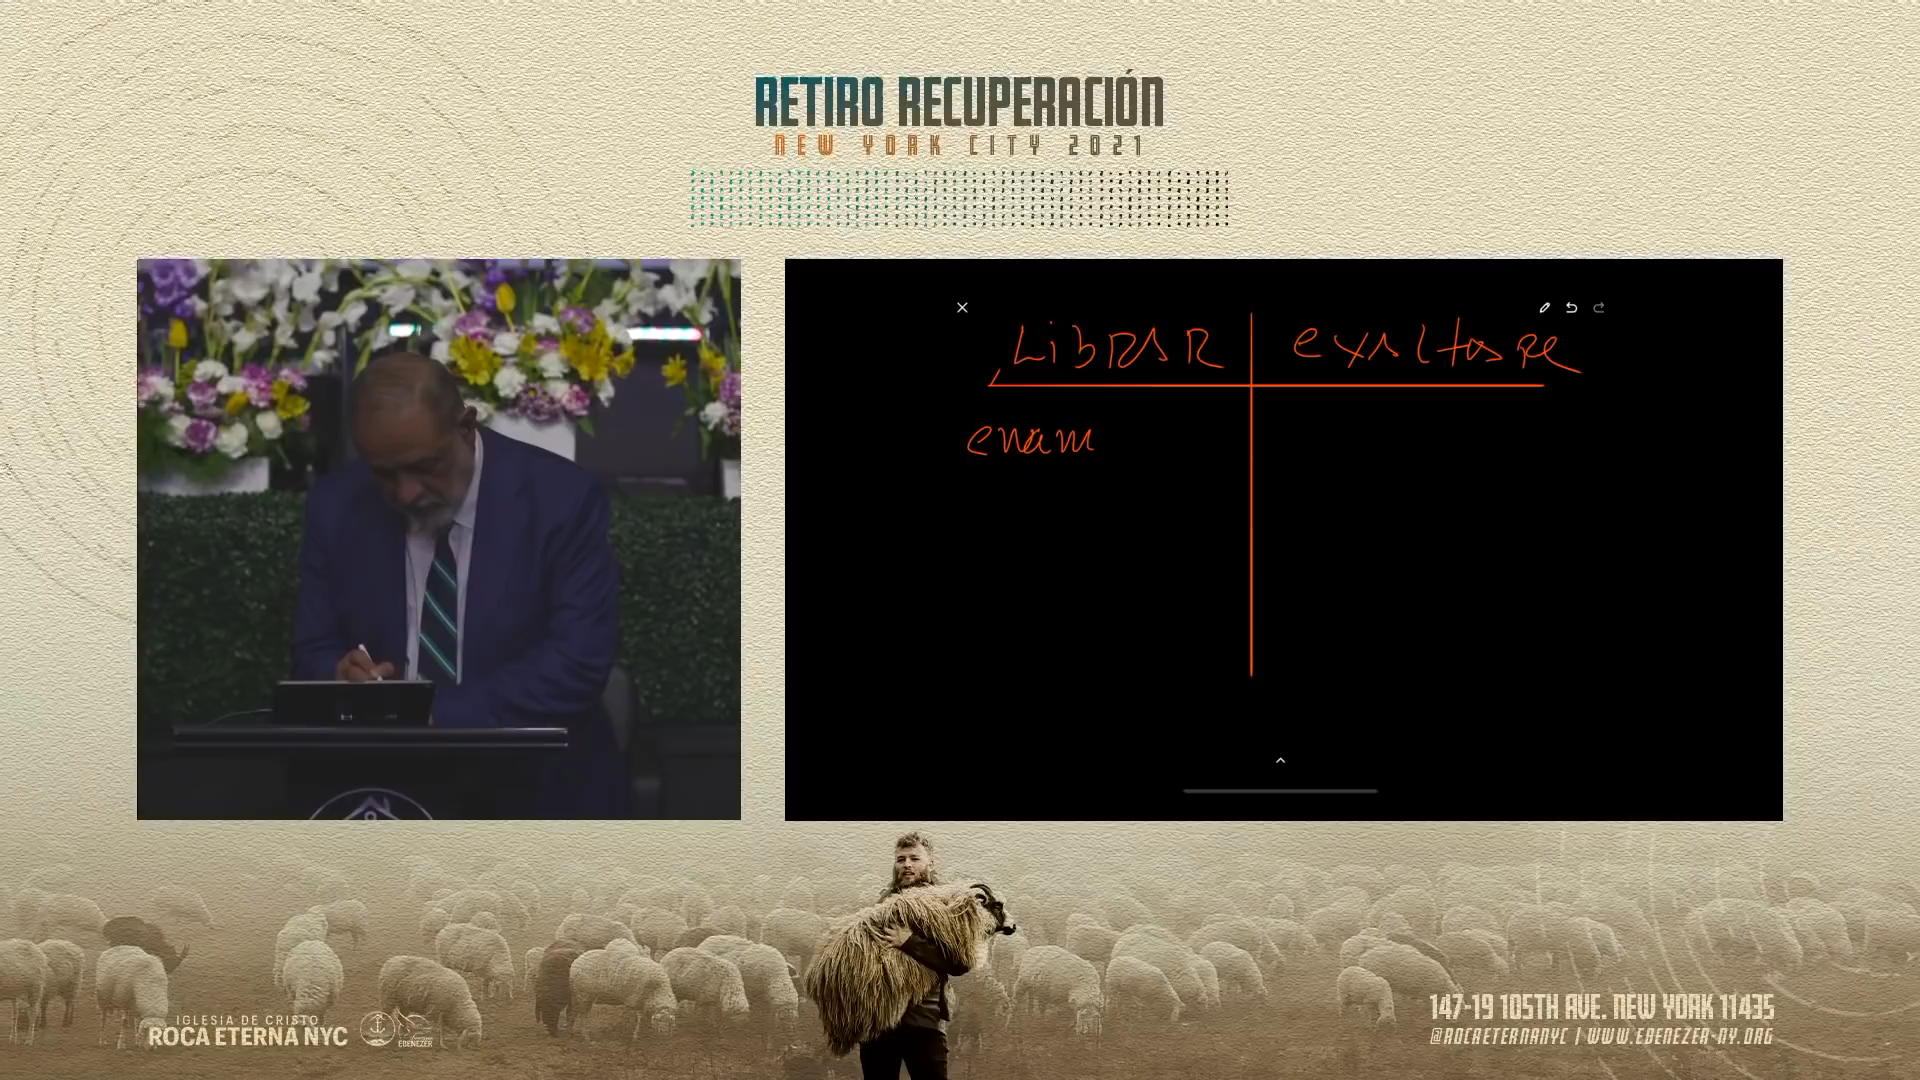 RETIRO RECUPERACIÓN
NEW YORK CITY 2021
LibRAR exaltaRe
enam
IGLESIA DE CRISTO
ROCA ETERNA NYC
EBENEZER
147-19 105TH AVE. NEW YORK 11435
@ROCAETERNANYC | WWW.EBENEZER-NY.ORG